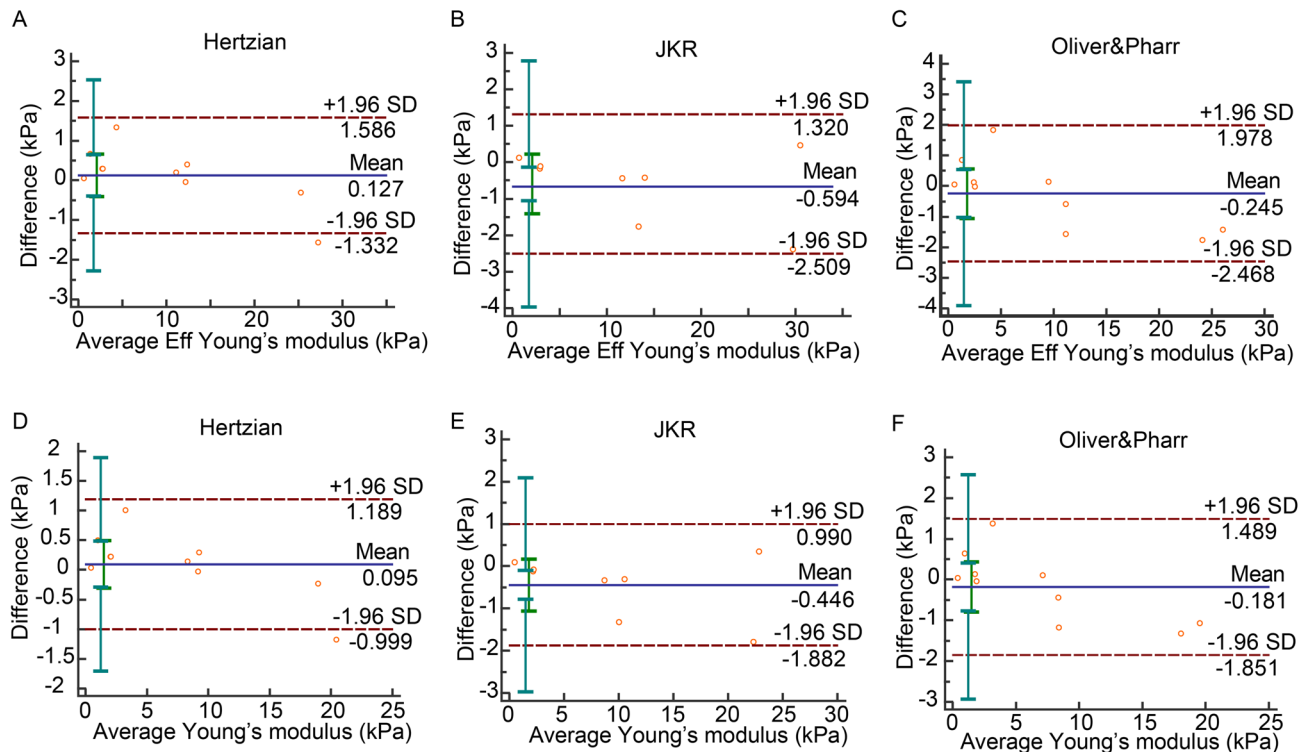 A
Hertzian
Difference (kPa)
3
2
1
0
-1
-2
-3
+1.96 SD
1.586
Mean
0.127
-1.96 SD
-1.332
0 10 20 30
Average Eff Young's modulus (kPa)
B
JKR
Difference (kPa)
3
2
1
0
-1
-2
-3
-4
+1.96 SD
1.320
Mean
-0.594
-1.96 SD
-2.509
0 10 20 30
Average Eff Young's modulus (kPa)
C
Oliver&Pharr
Difference (kPa)
4
3
2
1
0
-1
-2
-3
-4
+1.96 SD
1.978
Mean
-0.245
-1.96 SD
-2.468
0 5 10 15 20 25 30
Average Eff Young's modulus (kPa)
D
Hertzian
Difference (kPa)
2
1.5
1
0.5
0
-0.5
-1
-1.5
-2
+1.96 SD
1.189
Mean
0.095
-1.96 SD
-0.999
0 5 10 15 20 25
Average Young's modulus (kPa)
E
JKR
Difference (kPa)
3
2
1
0
-1
-2
-3
+1.96 SD
0.990
Mean
-0.446
-1.96 SD
-1.882
0 5 10 15 20 25 30
Average Young's modulus (kPa)
F
Oliver&Pharr
Difference (kPa)
3
2
1
0
-1
-2
-3
+1.96 SD
1.489
Mean
-0.181
-1.96 SD
-1.851
0 5 10 15 20 25
Average Young's modulus (kPa)